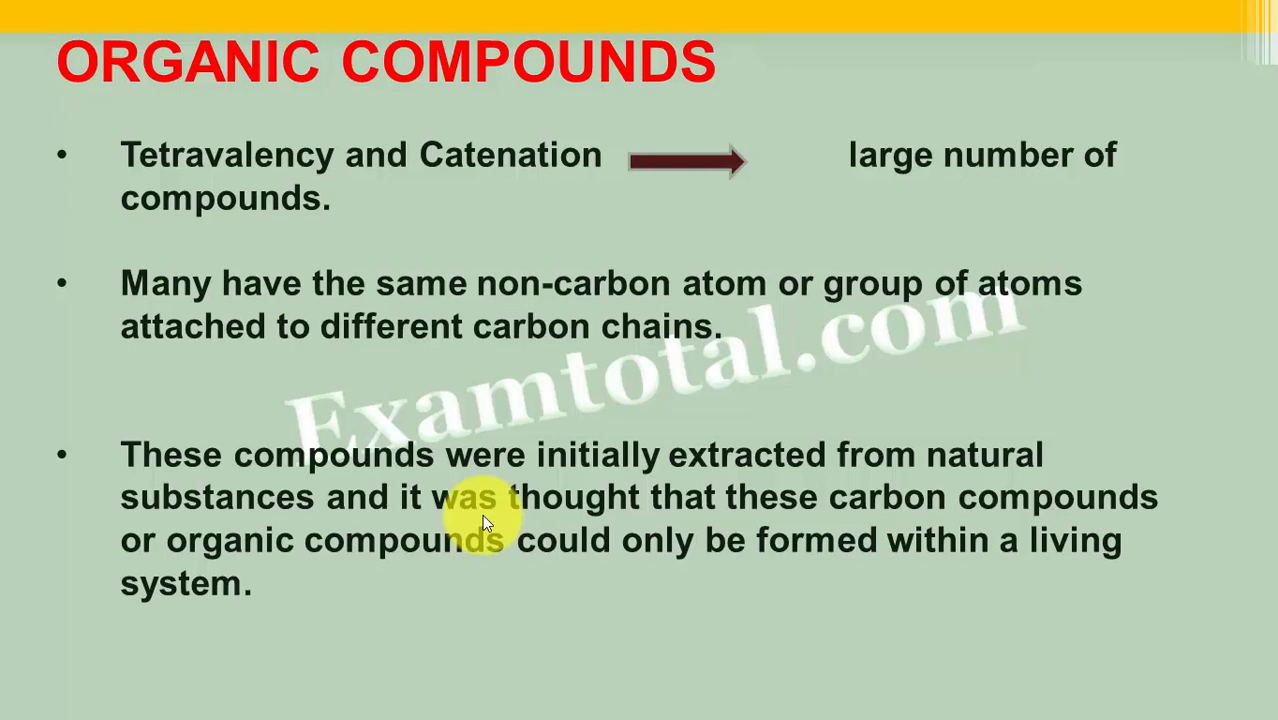 ORGANIC COMPOUNDS
• Tetravalency and Catenation large number of
compounds.
• Many have the same non-carbon atom or group of atoms
attached to different carbon chains.
Examtotal.com
• These compounds were initially extracted from natural
substances and it was thought that these carbon compounds
or organic compounds could only be formed within a living
system.